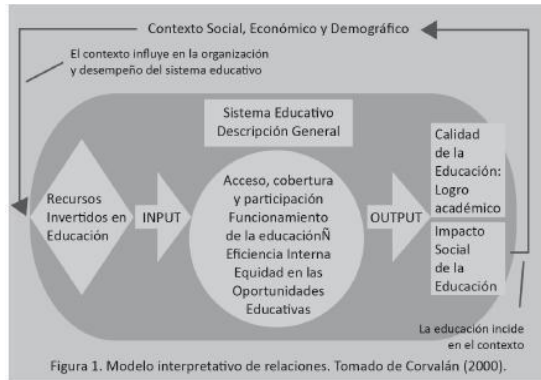 Contexto Social, Económico y Demográfico
El contexto influye en la organización
y desempeño del sistema educativo
Sistema Educativo
Descripción General
Recursos
Invertidos en
Educación
INPUT
Acceso, cobertura
y participación
Funcionamiento
de la educaciónÑ
Eficiencia Interna
Equidad en las
Oportunidades
Educativas
OUTPUT
Calidad
de la
Educación:
Logro
académico
Impacto
Social
de la
Educación
La educación incide
en el contexto
Figura 1. Modelo interpretativo de relaciones. Tomado de Corvalán (2000).